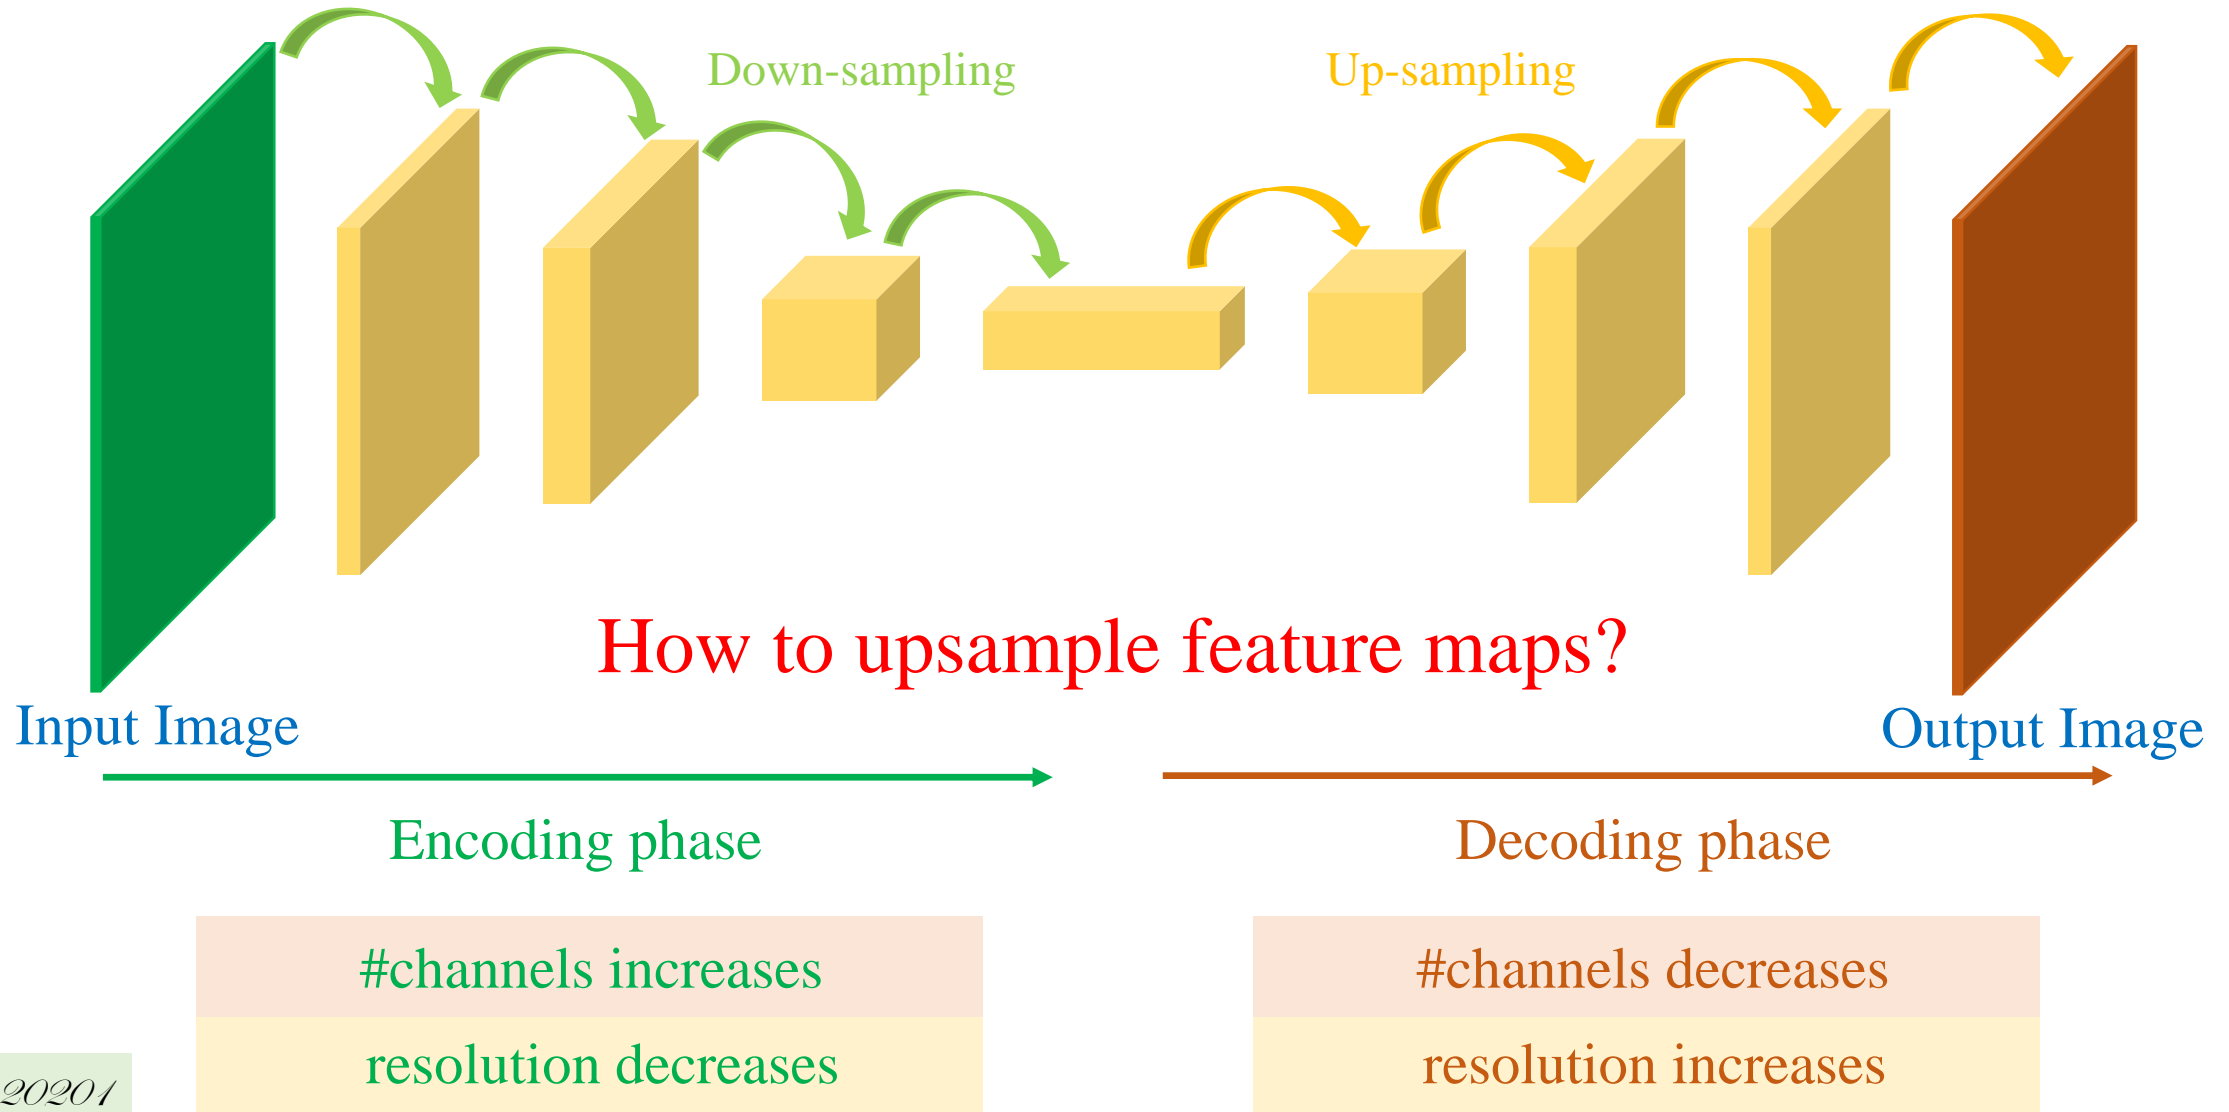 Down-sampling
Up-sampling
How to upsample feature maps?
Input Image
Output Image
Encoding phase
Decoding phase
#channels increases
#channels decreases
resolution decreases
resolution increases
20201